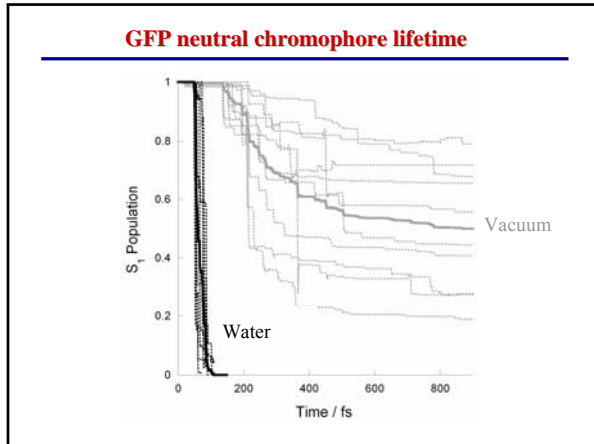 GFP neutral chromophore lifetime
1
0.8
0.6
0.4
0.2
0
S1 Population
Vacuum
Water
0 200 400 600 800
Time / fs